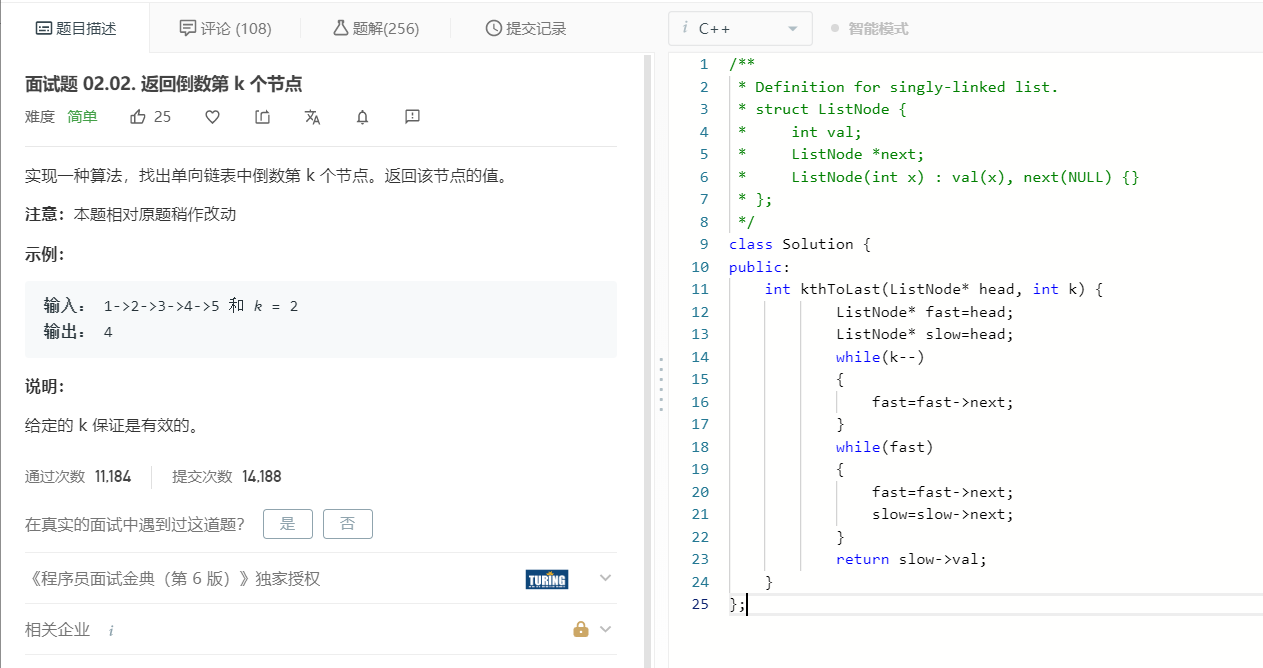 题目描述
评论 (108)
题解(256)
提交记录
面试题 02.02. 返回倒数第 k 个节点
难度 简单 25
实现一种算法，找出单向链表中倒数第 k 个节点。返回该节点的值。
注意：本题相对原题稍作改动
示例：
输入： 1->2->3->4->5 和 k = 2
输出： 4
说明：
给定的 k 保证是有效的。
通过次数 11,184 提交次数 14,188
在真实的面试中遇到过这道题？ 是 否
《程序员面试金典（第 6 版）》独家授权 TURING
相关企业 i
i C++ 智能模式
1 /**
2 * Definition for singly-linked list.
3 * struct ListNode {
4 *     int val;
5 *     ListNode *next;
6 *     ListNode(int x) : val(x), next(NULL) {}
7 * };
8 */
9 class Solution {
10 public:
11     int kthToLast(ListNode* head, int k) {
12             ListNode* fast=head;
13             ListNode* slow=head;
14             while(k--)
15             {
16                 fast=fast->next;
17             }
18             while(fast)
19             {
20                 fast=fast->next;
21                 slow=slow->next;
22             }
23             return slow->val;
24     }
25 };